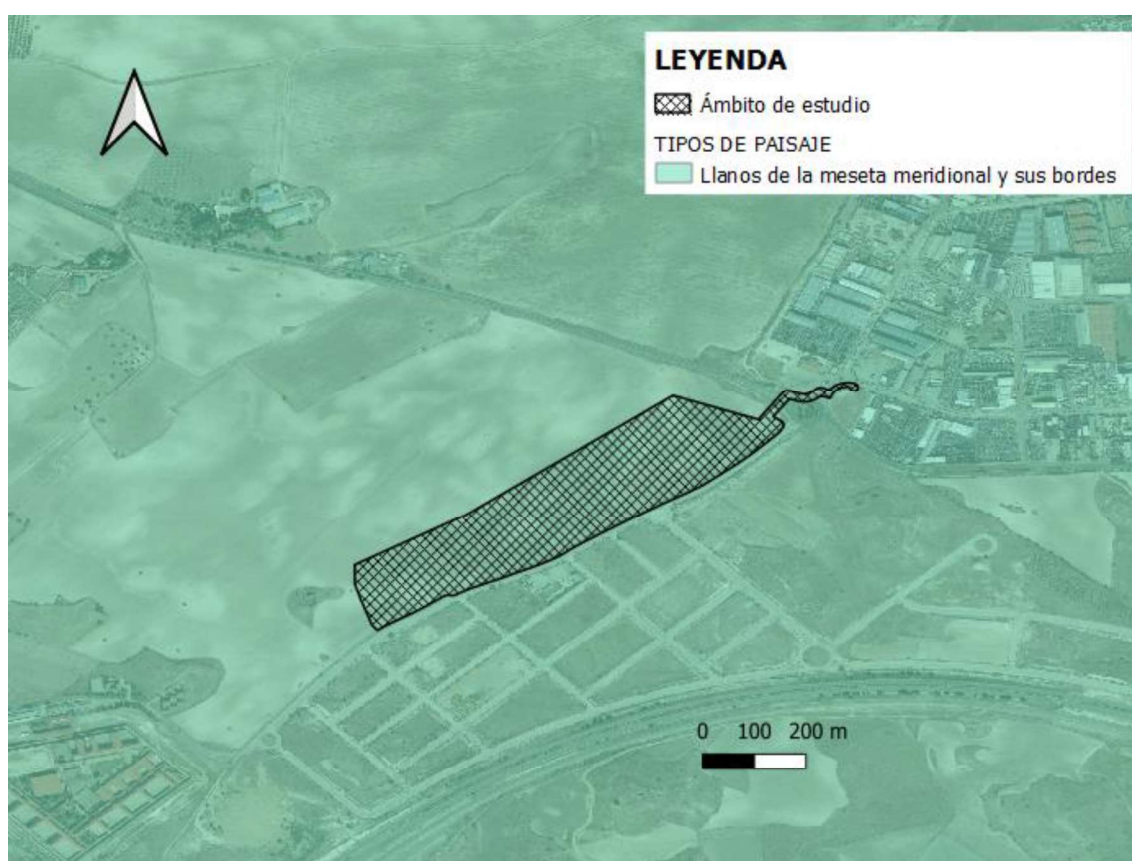 LEYENDA
Ámbito de estudio
TIPOS DE PAISAJE
Llanos de la meseta meridional y sus bordes
0 100 200 m